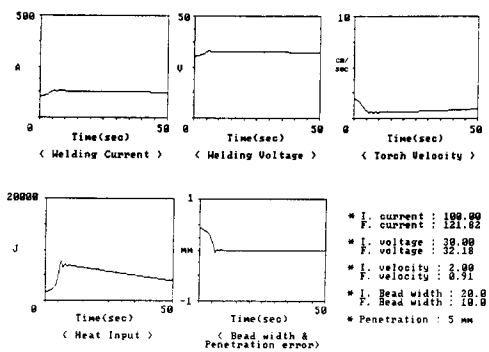 500
A
0
Time(sec)
50
< Welding Current >
50
V
0
Time(sec)
50
< Welding Voltage >
10
cm/
sec
0
Time(sec)
50
< Torch Velocity >
20000
J
0
Time(sec)
50
< Heat Input >
1
mm
-1
Time(sec)
50
< Bead width &
Penetration error>
* I. current : 100.00
F. current : 121.82
* I. voltage : 30.00
F. voltage : 32.18
* I. velocity : 2.00
F. velocity : 0.91
* I. Bead width : 20.0
F. Bead width : 10.0
* Penetration : 5 mm